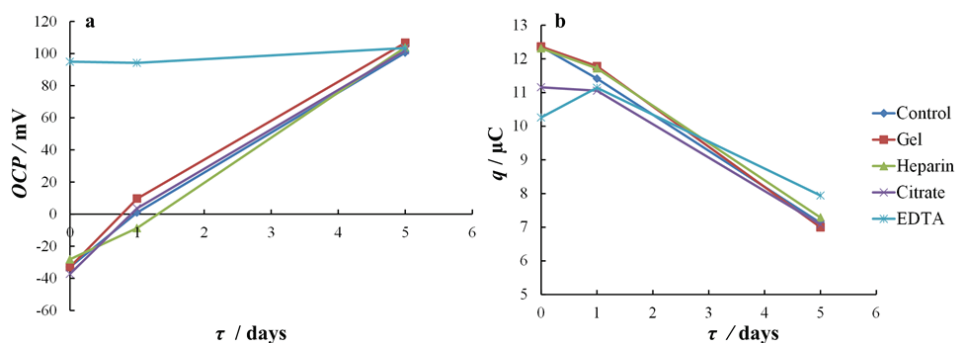 a
120
100
80
60
40
20
0
-20
-40
-60
OCP / mV
0 1 2 3 4 5 6
τ / days
b
13
12
11
10
9
8
7
6
5
q / μC
0 1 2 3 4 5 6
τ / days
Control
Gel
Heparin
Citrate
EDTA